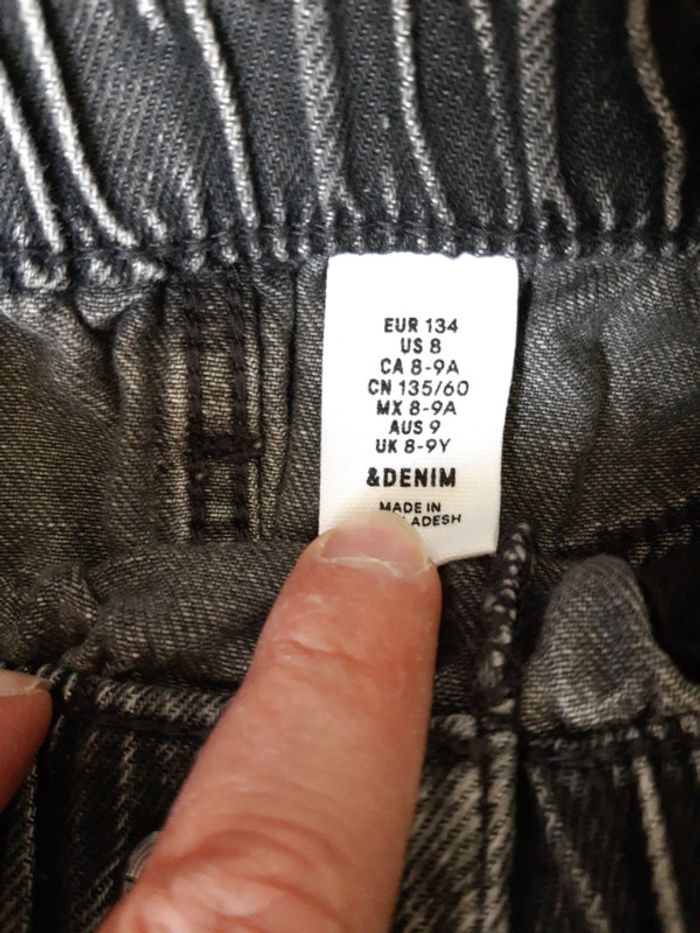 EUR 134
US 8
CA 8-9A
CN 135/60
MX 8-9A
AUS 9
UK 8-9Y
&DENIM
MADE IN
ADESH